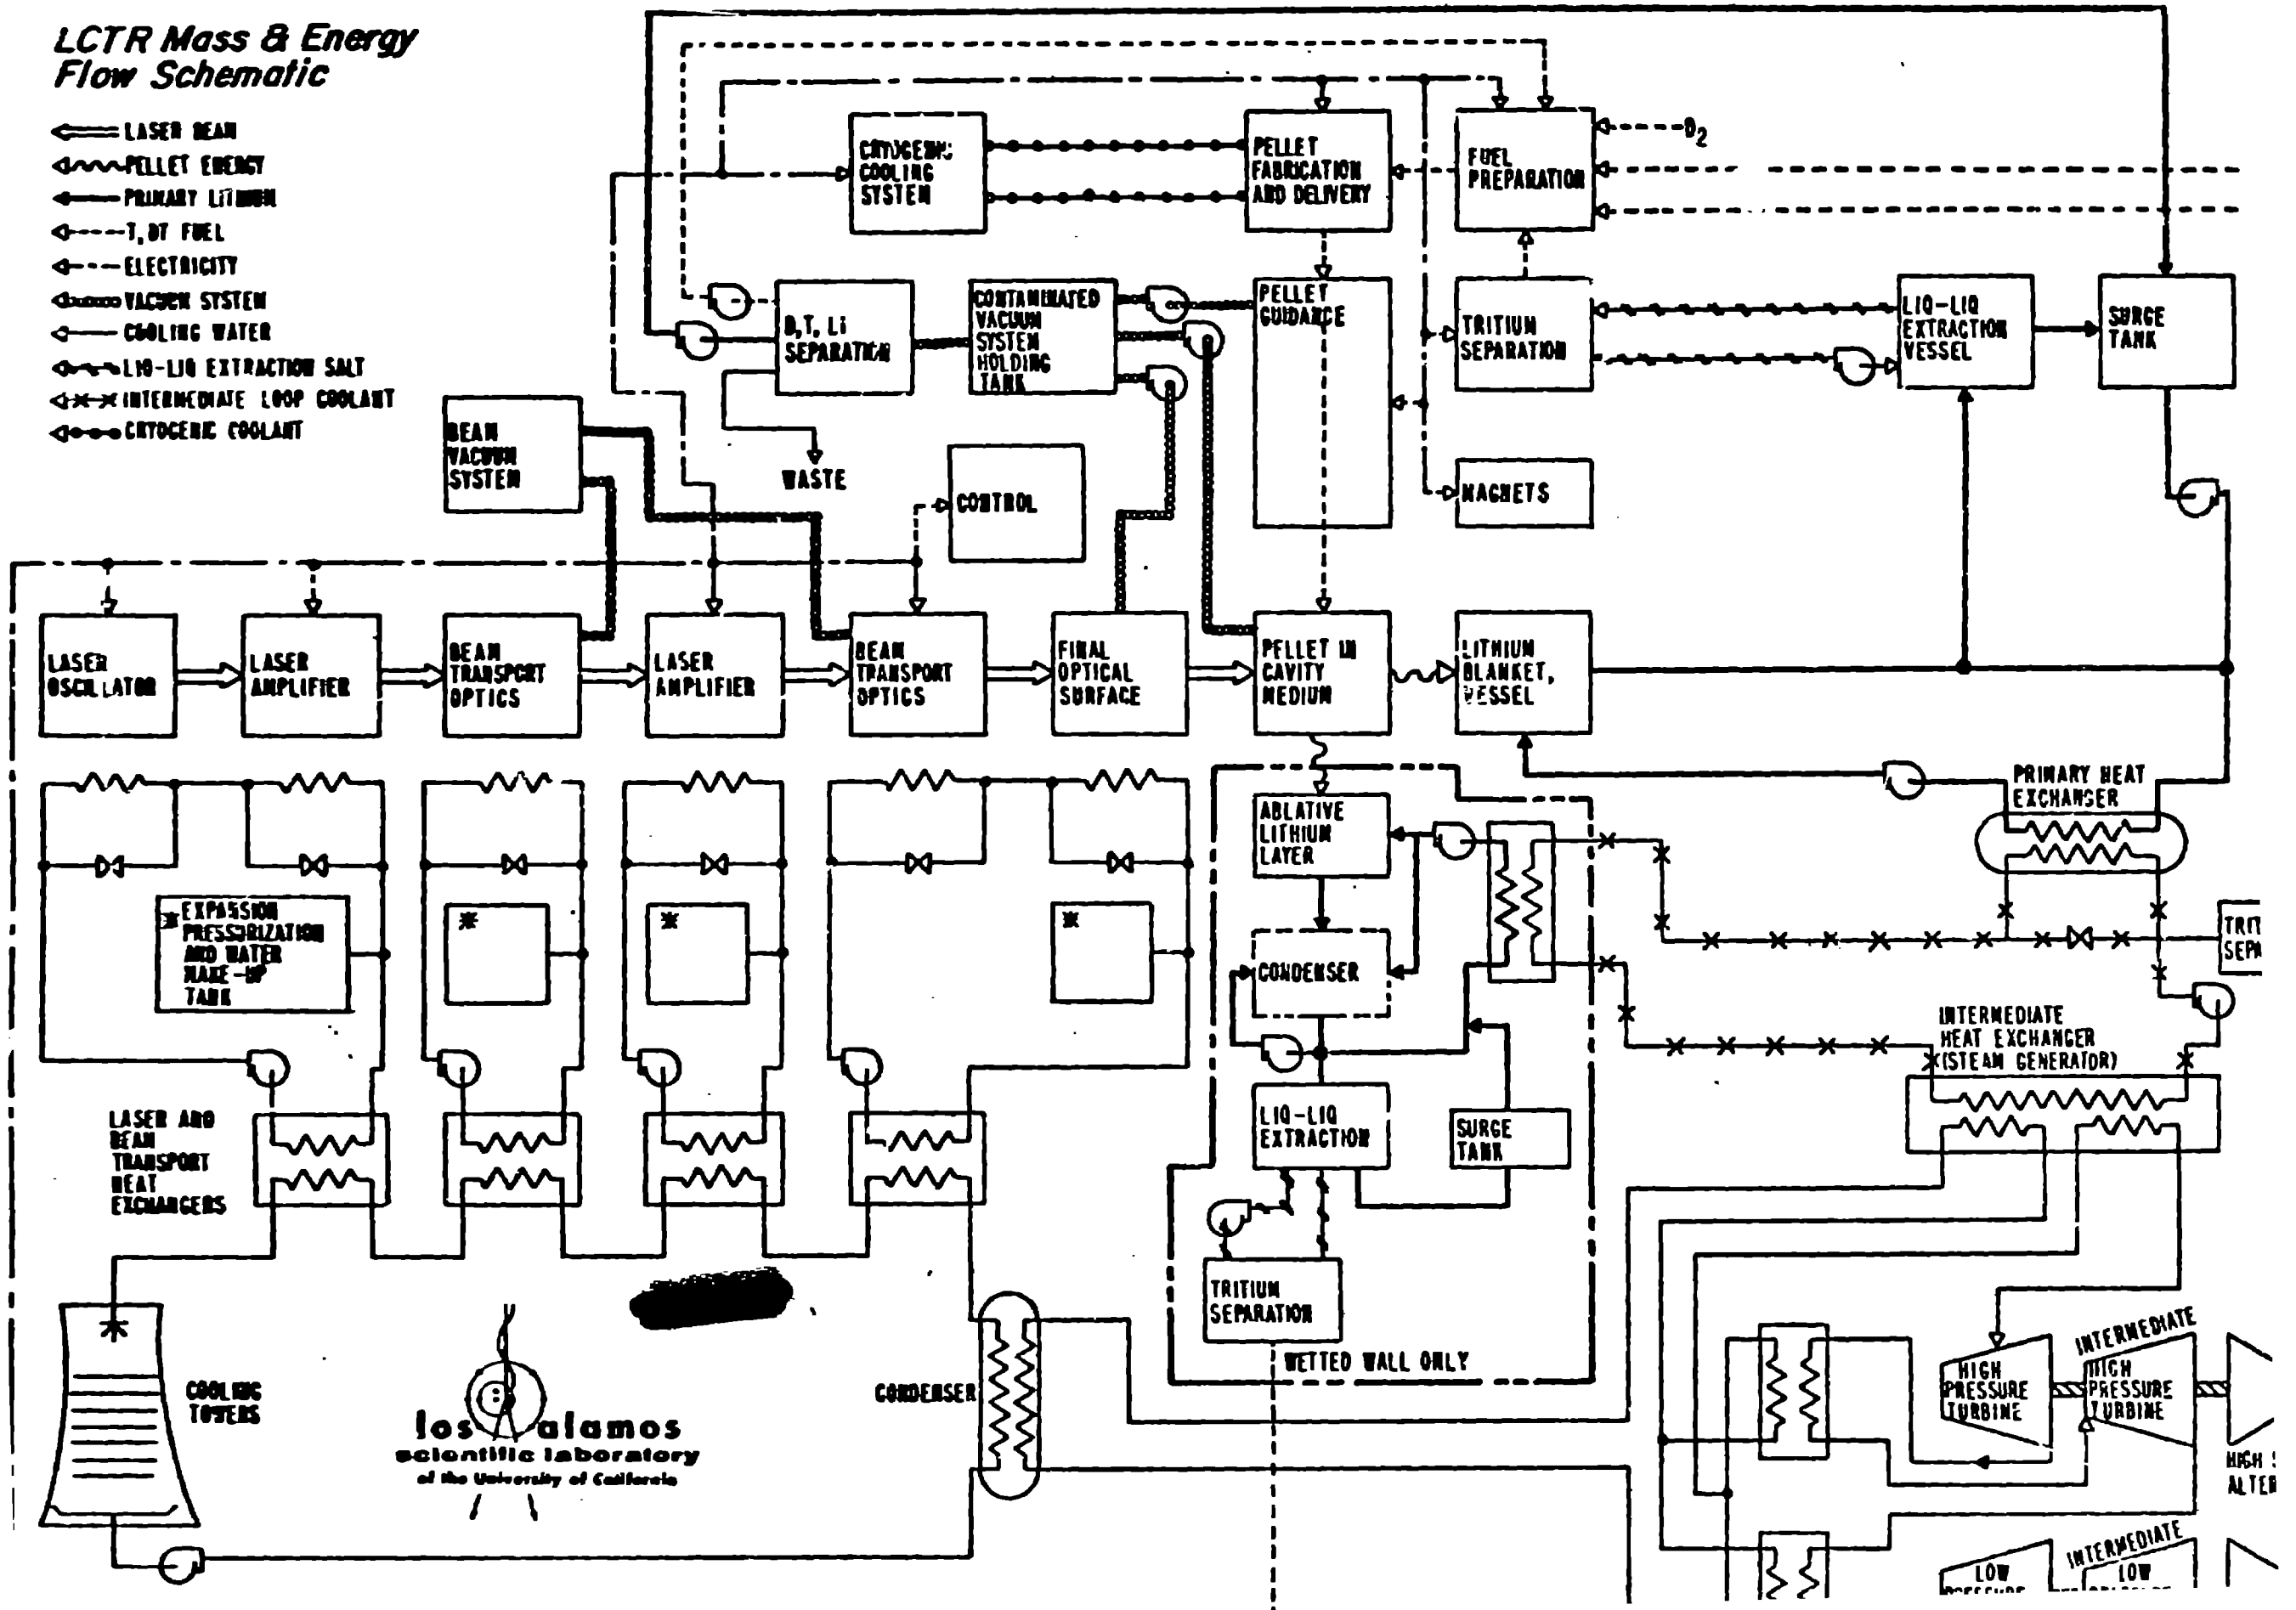 LCTR Mass & Energy
Flow Schematic
LASER BEAM
PELLET ENERGY
PRIMARY LITHIUM
T, DT FUEL
ELECTRICITY
VACUUM SYSTEM
COOLING WATER
LIQ-LIQ EXTRACTION SALT
INTERMEDIATE LOOP COOLANT
CRYOGENIC COOLANT
CRYOGENIC
COOLING
SYSTEM
PELLET
FABRICATION
AND DELIVERY
FUEL
PREPARATION
D2
D,T, Li
SEPARATION
CONTAMINATED
VACUUM
SYSTEM
HOLDING
TANK
PELLET
GUIDANCE
TRITIUM
SEPARATION
LIQ-LIQ
EXTRACTION
VESSEL
SURGE
TANK
BEAM
VACUUM
SYSTEM
WASTE
CONTROL
MAGNETS
LASER
OSCILLATOR
LASER
AMPLIFIER
BEAM
TRANSPORT
OPTICS
LASER
AMPLIFIER
BEAM
TRANSPORT
OPTICS
FINAL
OPTICAL
SURFACE
PELLET IN
CAVITY
MEDIUM
LITHIUM
BLANKET,
VESSEL
PRIMARY HEAT
EXCHANGER
ABLATIVE
LITHIUM
LAYER
* EXPANSION
PRESSURIZATION
AND WATER
MAKE-UP
TANK
*
*
*
CONDENSER
TRIT
SEPA
INTERMEDIATE
HEAT EXCHANGER
(STEAM GENERATOR)
LASER AND
BEAM
TRANSPORT
HEAT
EXCHANGERS
LIQ-LIQ
EXTRACTION
SURGE
TANK
TRITIUM
SEPARATION
WETTED WALL ONLY
COOLING
TOWERS
los alamos
scientific laboratory
of the University of California
CONDENSER
HIGH
PRESSURE
TURBINE
INTERMEDIATE
HIGH
PRESSURE
TURBINE
HIGH S
ALTER
LOW
PRESSURE
INTERMEDIATE
LOW